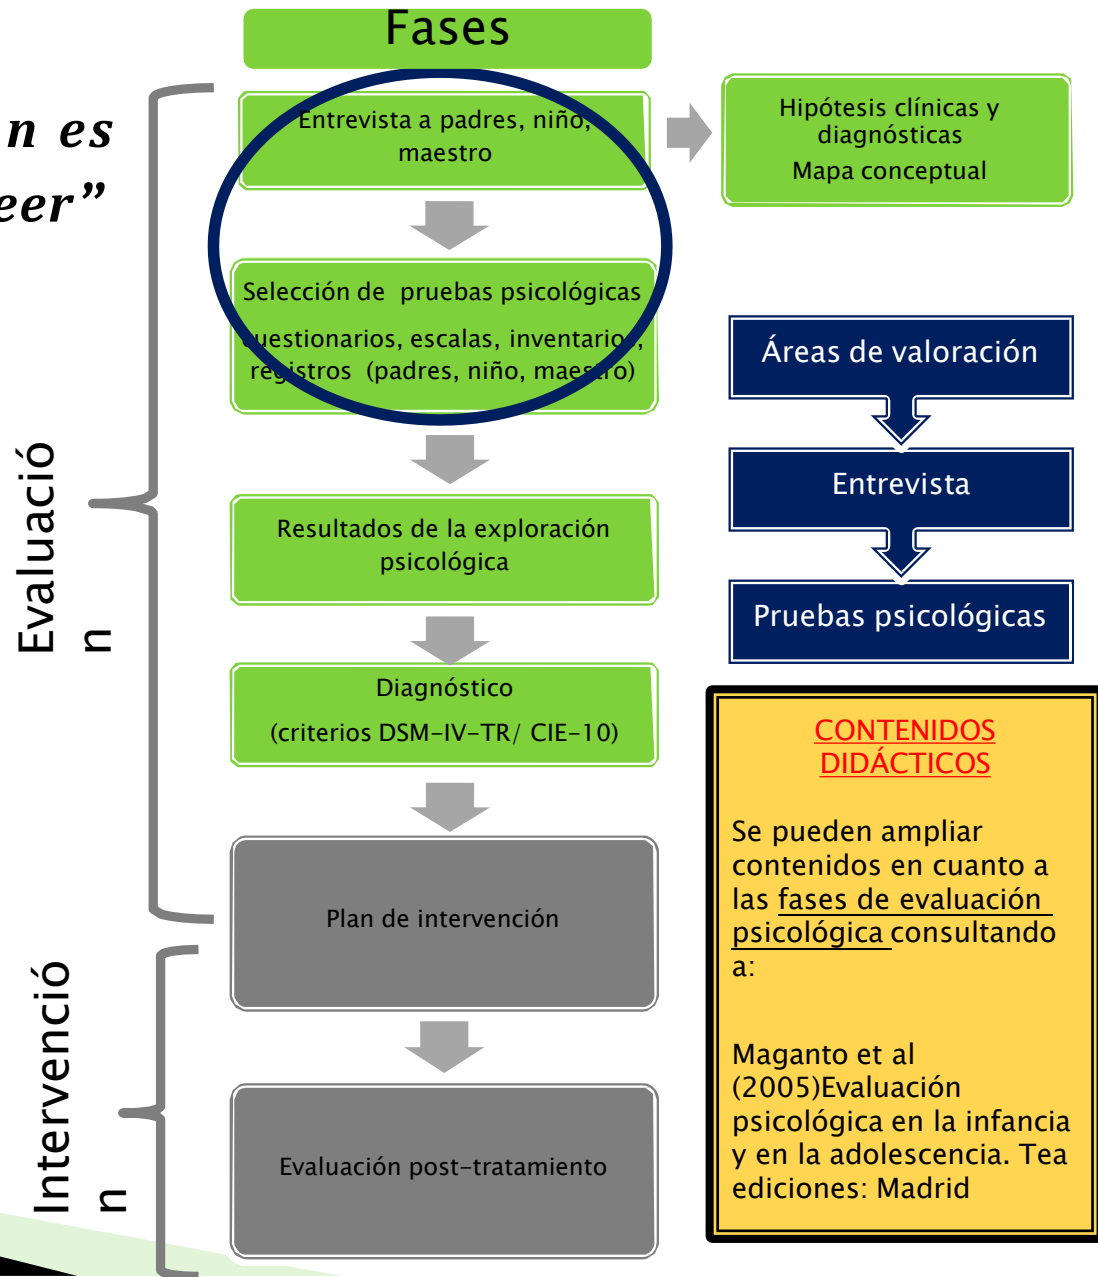 Fases
n es
eer”
Entrevista a padres, niño,
maestro
Hipótesis clínicas y
diagnósticas
Mapa conceptual
Selección de pruebas psicológicas
cuestionarios, escalas, inventarios,
registros (padres, niño, maestro)
Resultados de la exploración
psicológica
Diagnóstico
(criterios DSM-IV-TR/ CIE-10)
Plan de intervención
Evaluación post-tratamiento
Evaluació
n
Intervenció
n
Áreas de valoración
Entrevista
Pruebas psicológicas
CONTENIDOS
DIDÁCTICOS
Se pueden ampliar
contenidos en cuanto a
las fases de evaluación
psicológica consultando
a:
Maganto et al
(2005)Evaluación
psicológica en la infancia
y en la adolescencia. Tea
ediciones: Madrid